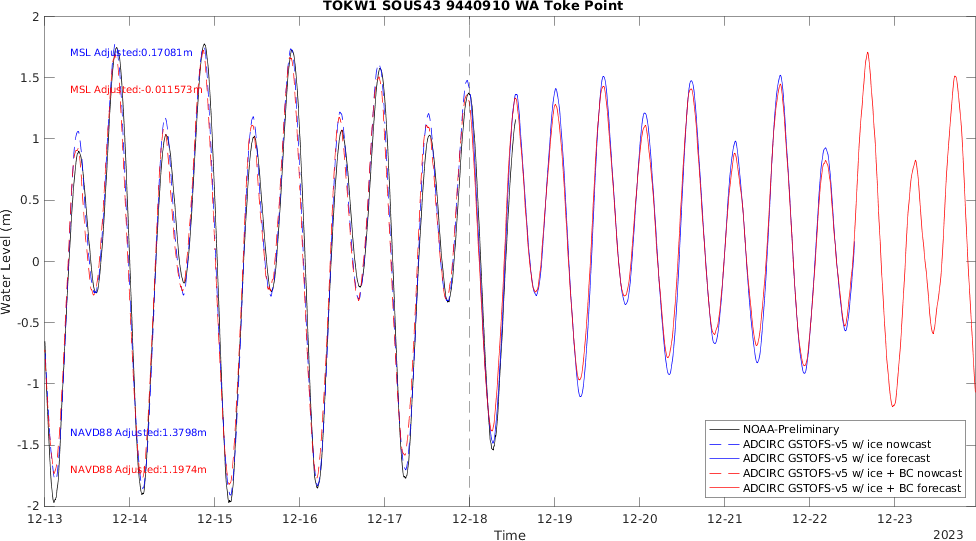 TOKW1 SOUS43 9440910 WA Toke Point
MSL Adjusted:0.17081m
MSL Adjusted:-0.011573m
NAVD88 Adjusted:1.3798m
NAVD88 Adjusted:1.1974m
Water Level (m)
2
1.5
1
0.5
0
-0.5
-1
-1.5
-2
NOAA-Preliminary
ADCIRC GSTOFS-v5 w/ ice nowcast
ADCIRC GSTOFS-v5 w/ ice forecast
ADCIRC GSTOFS-v5 w/ ice + BC nowcast
ADCIRC GSTOFS-v5 w/ ice + BC forecast
12-13 12-14 12-15 12-16 12-17 12-18 12-19 12-20 12-21 12-22 12-23
Time
2023